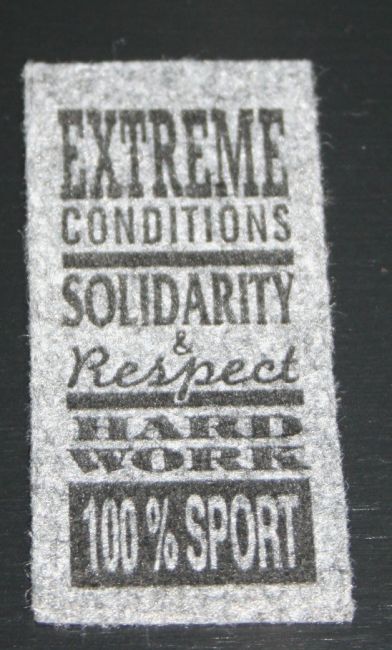 EXTREME
CONDITIONS
SOLIDARITY
&
Respect
HARD
WORK
100 % SPORT